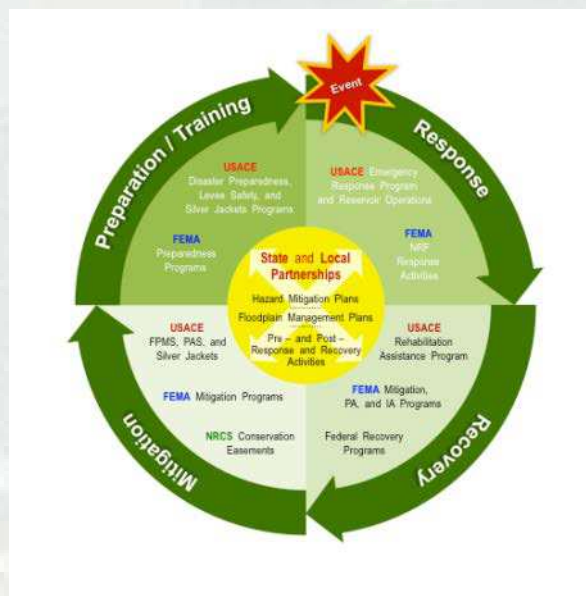 Event
Preparation / Training
Response
USACE
Disaster Preparedness,
Levee Safety, and
Silver Jackets Programs
FEMA
Preparedness
Programs
USACE Emergency
Response Program
and Reservoir Operations
FEMA
NRF
Response
Activities
State and Local
Partnerships
Hazard Mitigation Plans
Floodplain Management Plans
Pre – and Post –
Response and Recovery
Activities
USACE
FPMS, PAS, and
Silver Jackets
FEMA Mitigation Programs
NRCS Conservation
Easements
USACE
Rehabilitation
Assistance Program
FEMA Mitigation,
PA, and IA Programs
Federal Recovery
Programs
Mitigation
Recovery